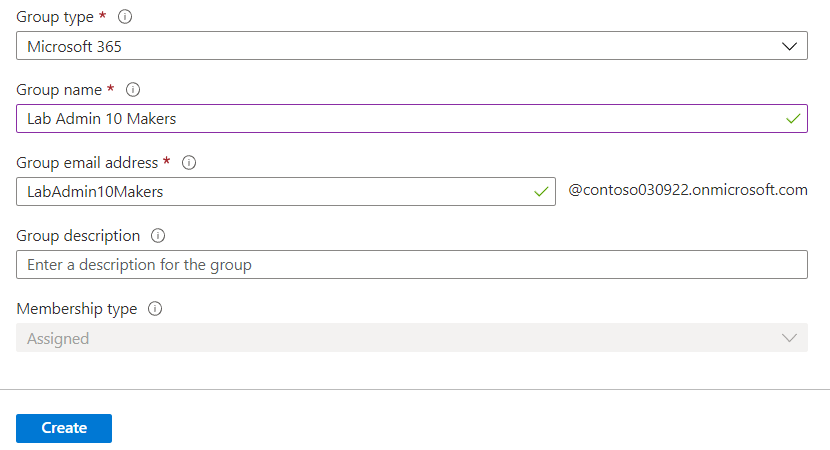 Group type *
Microsoft 365
Group name *
Lab Admin 10 Makers
Group email address *
LabAdmin10Makers @contoso030922.onmicrosoft.com
Group description
Enter a description for the group
Membership type
Assigned
Create